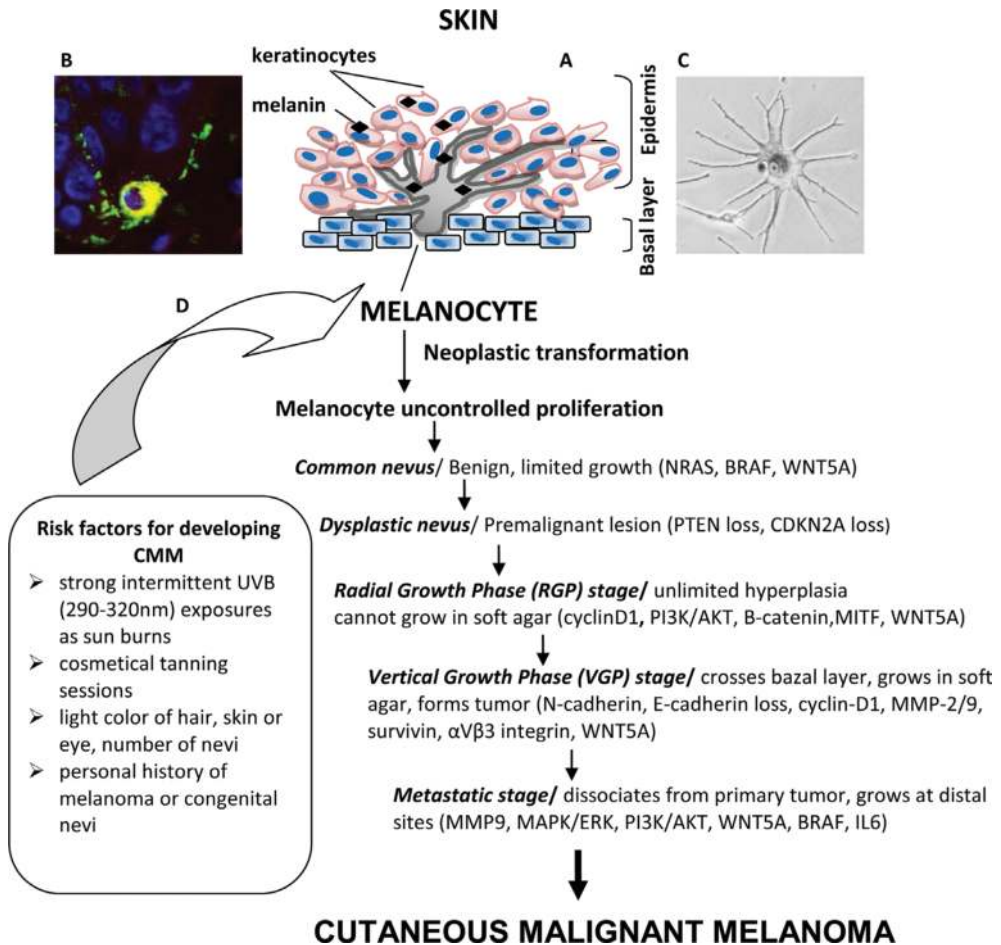 SKIN
B
keratinocytes
A
C
melanin
Epidermis
Basal layer
D
MELANOCYTE
Neoplastic transformation
Melanocyte uncontrolled proliferation
Common nevus/ Benign, limited growth (NRAS, BRAF, WNT5A)
Dysplastic nevus/ Premalignant lesion (PTEN loss, CDKN2A loss)
Radial Growth Phase (RGP) stage/ unlimited hyperplasia
cannot grow in soft agar (cyclinD1, PI3K/AKT, B-catenin,MITF, WNT5A)
Vertical Growth Phase (VGP) stage/ crosses bazal layer, grows in soft
agar, forms tumor (N-cadherin, E-cadherin loss, cyclin-D1, MMP-2/9,
survivin, αVβ3 integrin, WNT5A)
Metastatic stage/ dissociates from primary tumor, grows at distal
sites (MMP9, MAPK/ERK, PI3K/AKT, WNT5A, BRAF, IL6)
CUTANEOUS MALIGNANT MELANOMA
Risk factors for developing
CMM
➢ strong intermittent UVB
(290-320nm) exposures
as sun burns
➢ cosmetical tanning
sessions
➢ light color of hair, skin or
eye, number of nevi
➢ personal history of
melanoma or congenital
nevi